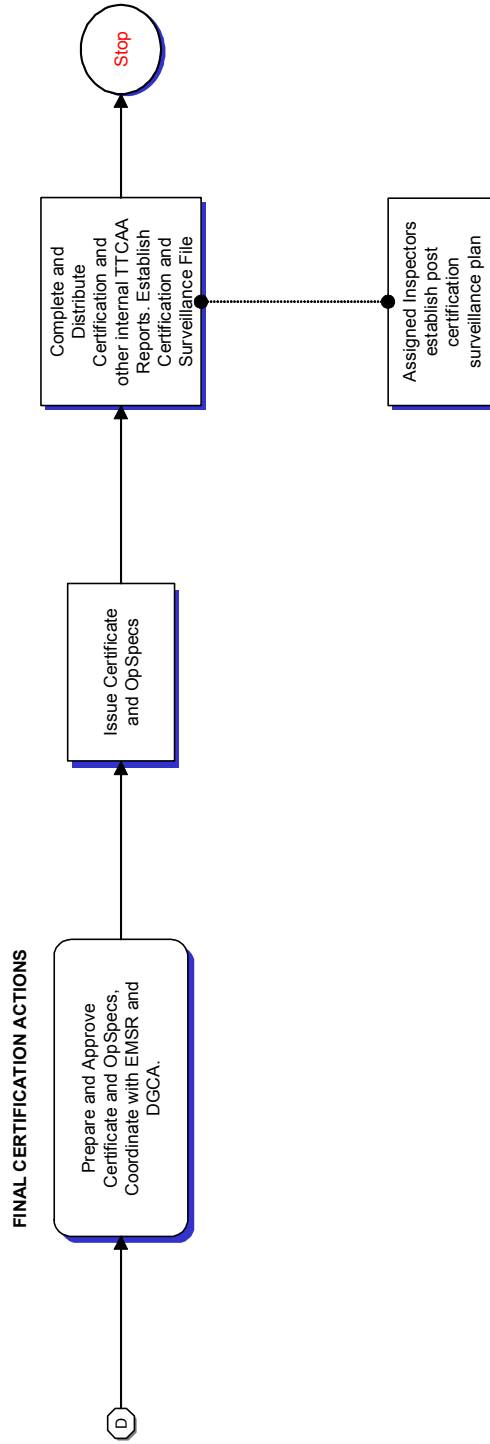 FINAL CERTIFICATION ACTIONS
D
Prepare and Approve
Certificate and OpSpecs,
Coordinate with EMSR and
DGCA.
Issue Certificate
and OpSpecs
Complete and
Distribute
Certification and
other internal TTCAA
Reports. Establish
Certification and
Surveillance File
Stop
Assigned Inspectors
establish post
certification
surveillance plan